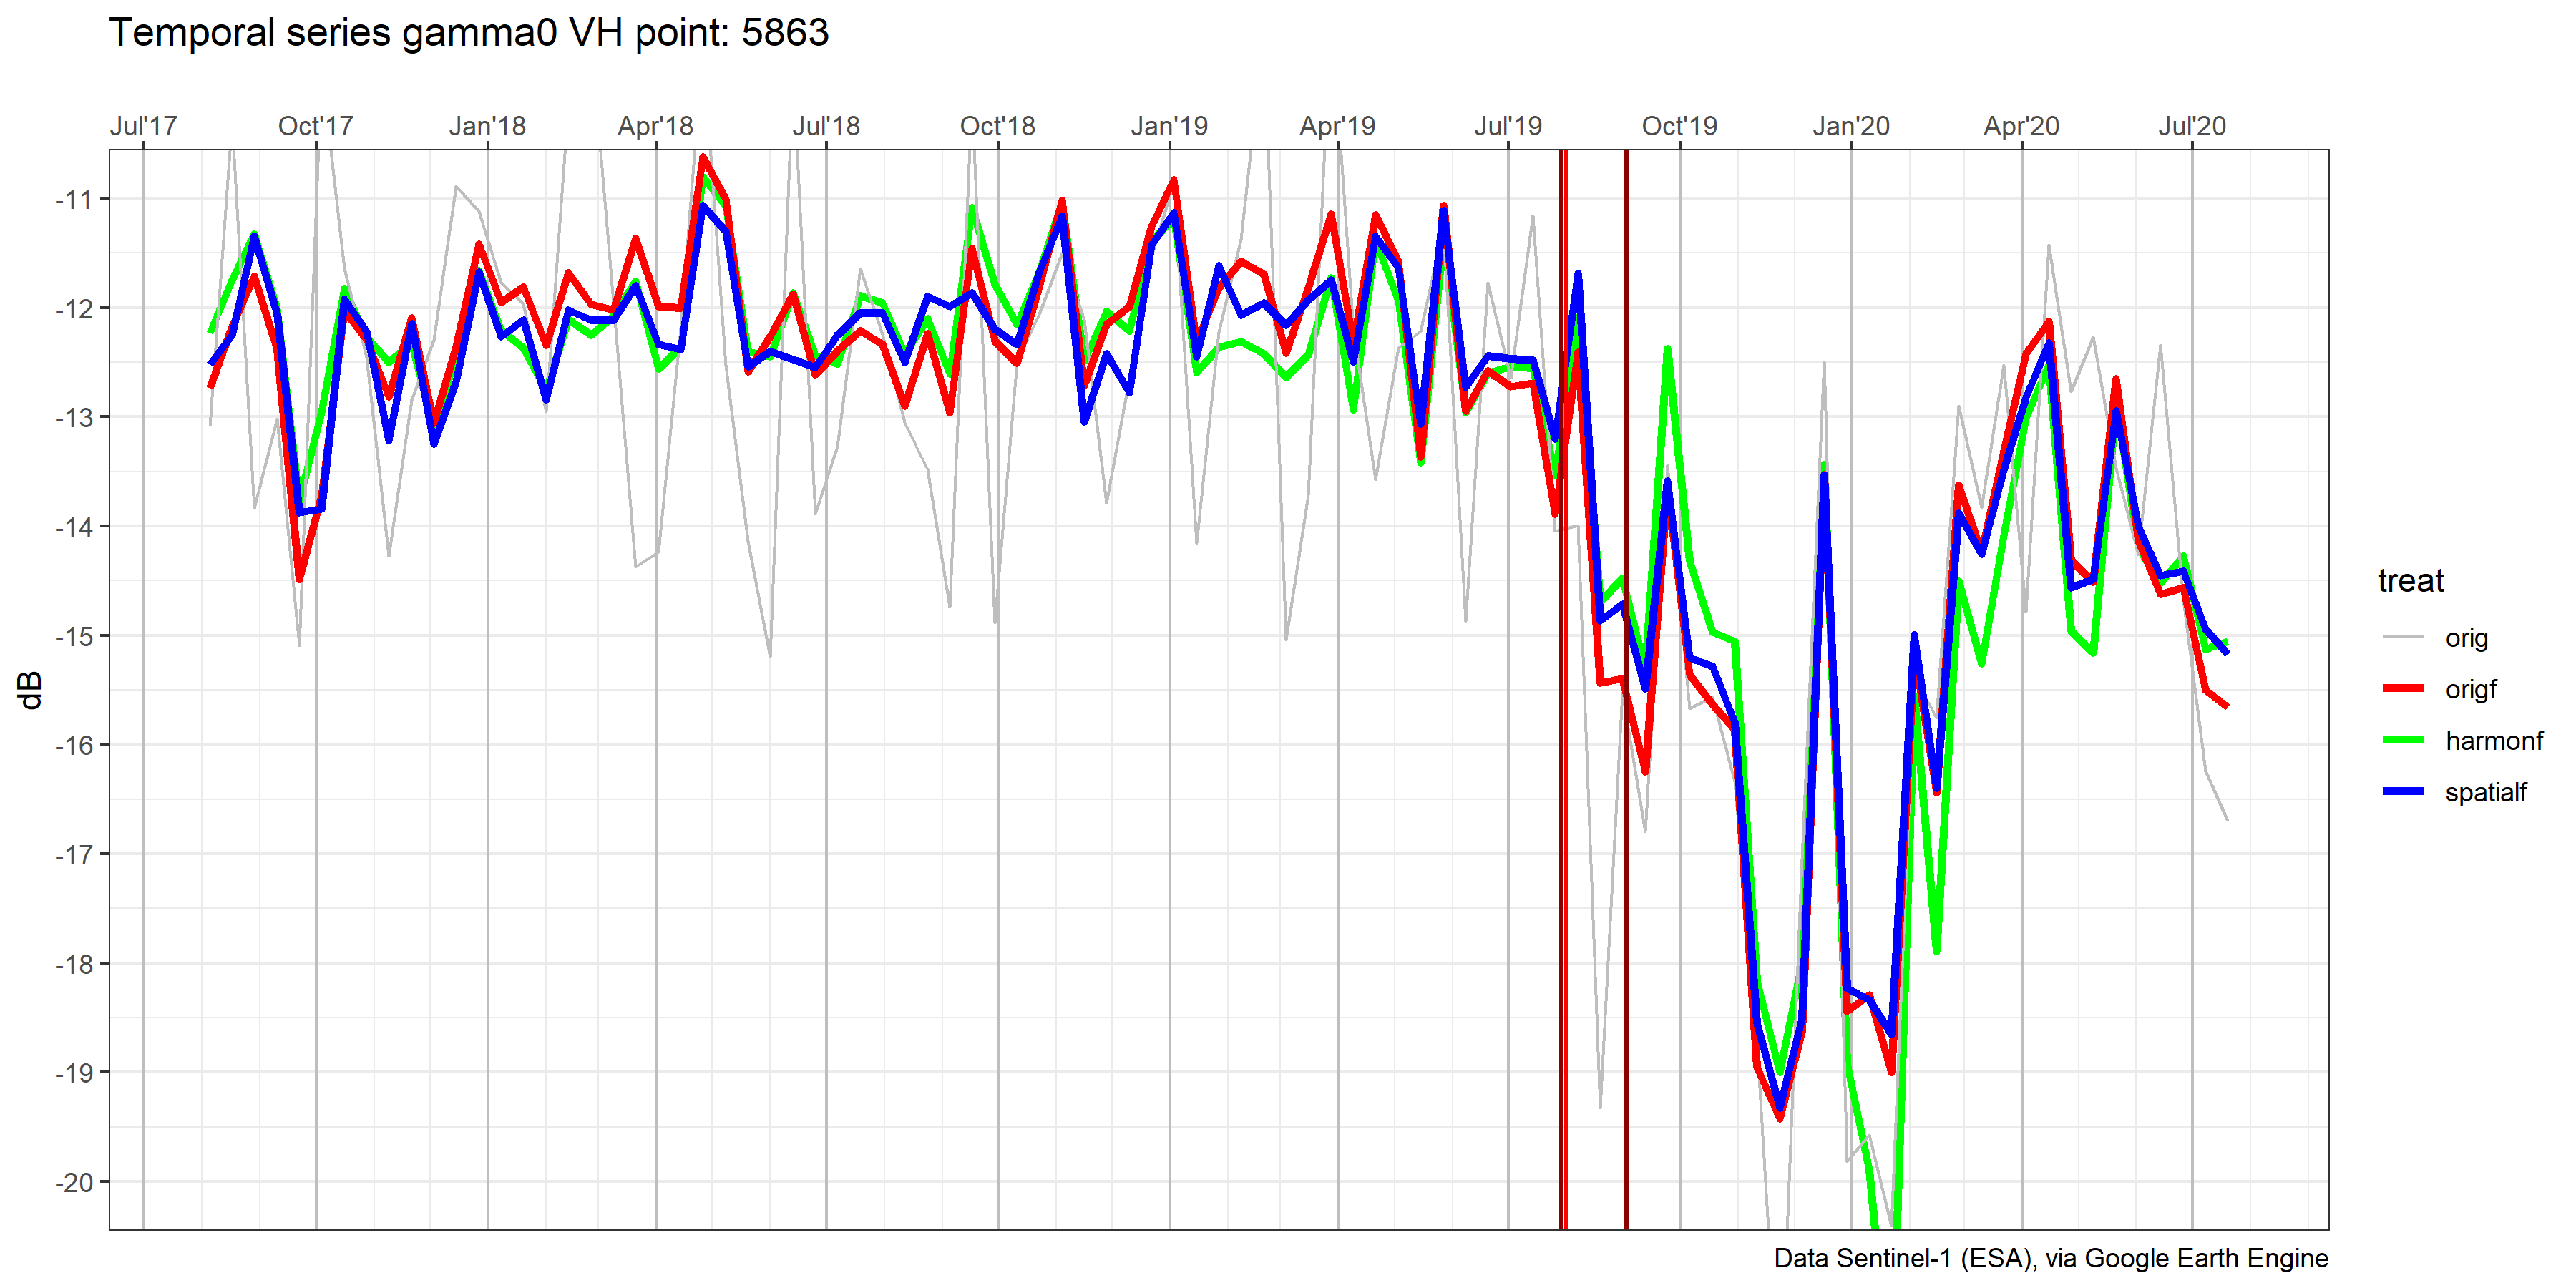 Temporal series gamma0 VH point: 5863
Jul'17 Oct'17 Jan'18 Apr'18 Jul'18 Oct'18 Jan'19 Apr'19 Jul'19 Oct'19 Jan'20 Apr'20 Jul'20
-11
-12
-13
-14
-15
-16
-17
-18
-19
-20
dB
treat
orig
origf
harmonf
spatialf
Data Sentinel-1 (ESA), via Google Earth Engine